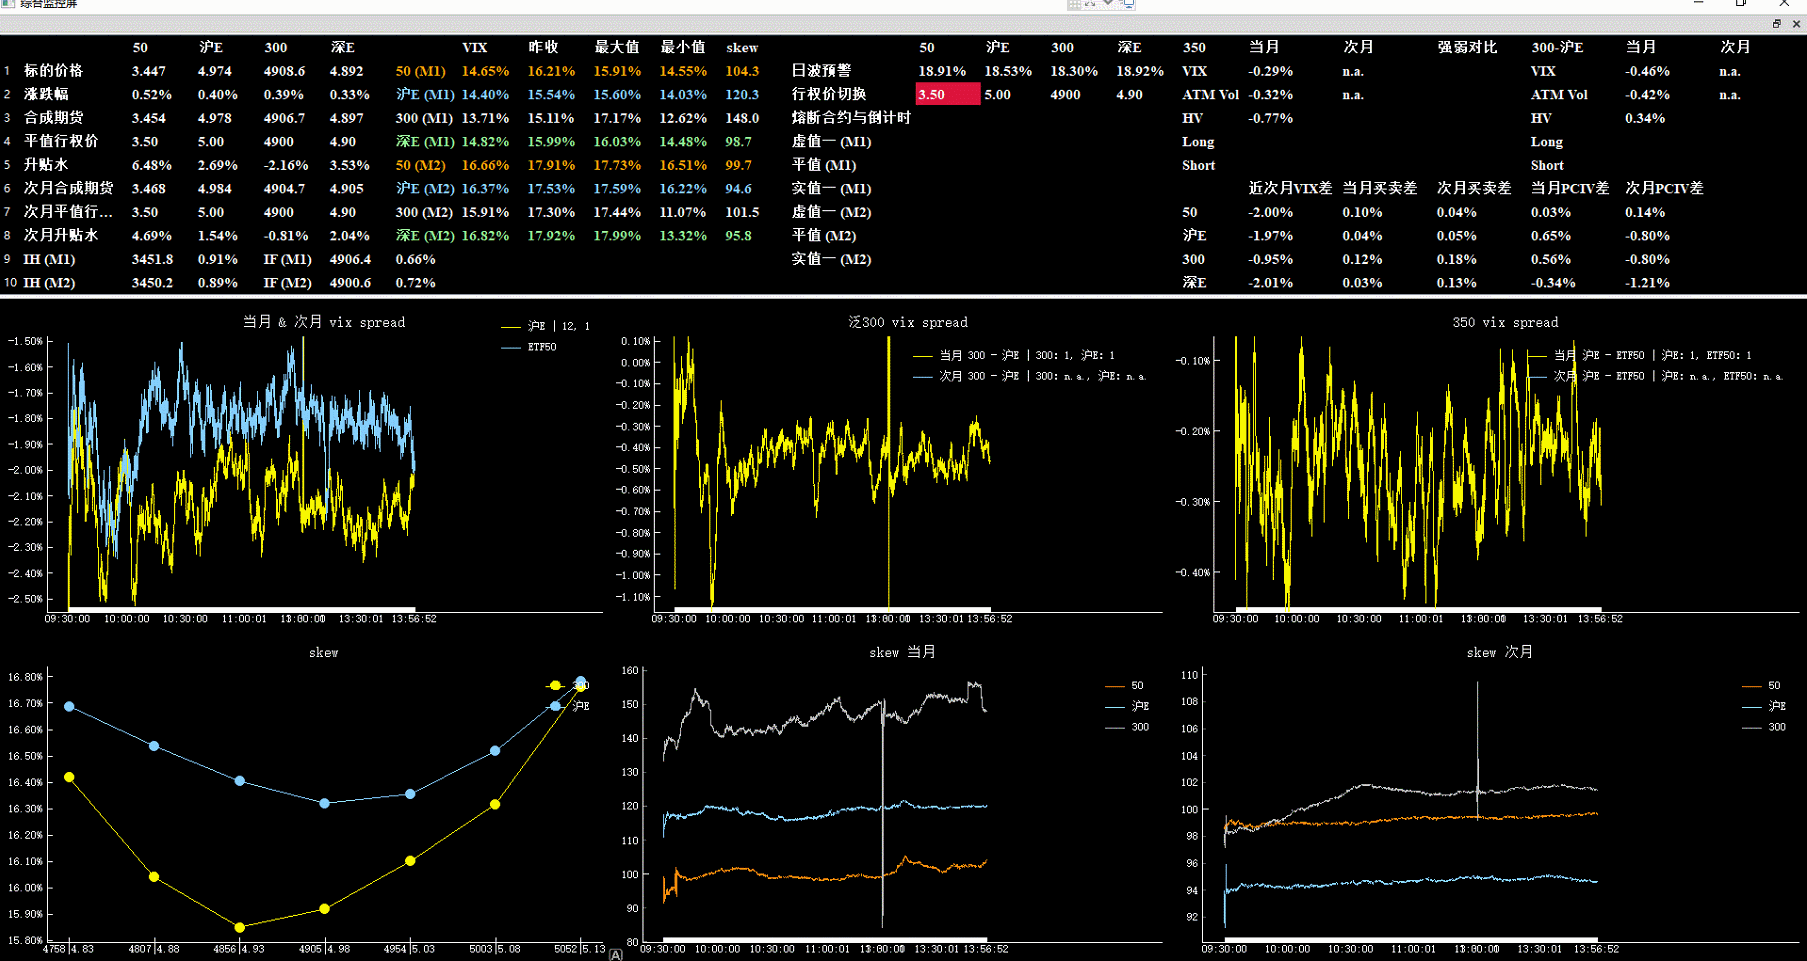 综合监控屏
50 沪E 300 深E VIX 昨收 最大值 最小值 skew 50 沪E 300 深E 350 当月 次月 强弱对比 300-沪E 当月 次月
1 标的价格 3.447 4.974 4908.6 4.892 50 (M1) 14.65% 16.21% 15.91% 14.55% 104.3 日波预警 18.91% 18.53% 18.30% 18.92% VIX -0.29% n.a. VIX -0.46% n.a.
2 涨跌幅 0.52% 0.40% 0.39% 0.33% 沪E (M1) 14.40% 15.54% 15.60% 14.03% 120.3 行权价切换 3.50 5.00 4900 4.90 ATM Vol -0.32% n.a. ATM Vol -0.42% n.a.
3 合成期货 3.454 4.978 4906.7 4.897 300 (M1) 13.71% 15.11% 17.17% 12.62% 148.0 熔断合约与倒计时 HV -0.77% HV 0.34%
4 平值行权价 3.50 5.00 4900 4.90 深E (M1) 14.82% 15.99% 16.03% 14.48% 98.7 虚值一 (M1) Long Long
5 升贴水 6.48% 2.69% -2.16% 3.53% 50 (M2) 16.66% 17.91% 17.73% 16.51% 99.7 平值 (M1) Short Short
6 次月合成期货 3.468 4.984 4904.7 4.905 沪E (M2) 16.37% 17.53% 17.59% 16.22% 94.6 实值一 (M1) 近次月VIX差 当月买卖差 次月买卖差 当月PCIV差 次月PCIV差
7 次月平值行... 3.50 5.00 4900 4.90 300 (M2) 15.91% 17.30% 17.44% 11.07% 101.5 虚值一 (M2) 50 -2.00% 0.10% 0.04% 0.03% 0.14%
8 次月升贴水 4.69% 1.54% -0.81% 2.04% 深E (M2) 16.82% 17.92% 17.99% 13.32% 95.8 平值 (M2) 沪E -1.97% 0.04% 0.05% 0.65% -0.80%
9 IH (M1) 3451.8 0.91% IF (M1) 4906.4 0.66% 实值一 (M2) 300 -0.95% 0.12% 0.18% 0.56% -0.80%
10 IH (M2) 3450.2 0.89% IF (M2) 4900.6 0.72% 深E -2.01% 0.03% 0.13% -0.34% -1.21%
当月 & 次月 vix spread
沪E | 12, 1
ETF50
-1.50%
-1.60%
-1.70%
-1.80%
-1.90%
-2.00%
-2.10%
-2.20%
-2.30%
-2.40%
-2.50%
09:30:00 10:00:00 10:30:00 11:00:01 13:00:00 13:30:01 13:56:52
泛300 vix spread
当月 300 - 沪E | 300: 1, 沪E: 1
次月 300 - 沪E | 300: n.a., 沪E: n.a.
0.10%
0.00%
-0.10%
-0.20%
-0.30%
-0.40%
-0.50%
-0.60%
-0.70%
-0.80%
-0.90%
-1.00%
-1.10%
09:30:00 10:00:00 10:30:00 11:00:01 13:00:00 13:30:01 13:56:52
350 vix spread
当月 沪E - ETF50 | 沪E: 1, ETF50: 1
次月 沪E - ETF50 | 沪E: n.a., ETF50: n.a.
-0.10%
-0.20%
-0.30%
-0.40%
09:30:00 10:00:00 10:30:00 11:00:01 13:00:00 13:30:01 13:56:52
skew
300
沪E
16.80%
16.70%
16.60%
16.50%
16.40%
16.30%
16.20%
16.10%
16.00%
15.90%
15.80%
4758|4.83 4807|4.88 4856|4.93 4905|4.98 4954|5.03 5003|5.08 5052|5.13
A
skew 当月
50
沪E
300
160
150
140
130
120
110
100
90
80
09:30:00 10:00:00 10:30:00 11:00:01 13:00:00 13:30:01 13:56:52
skew 次月
50
沪E
300
110
108
106
104
102
100
98
96
94
92
09:30:00 10:00:00 10:30:00 11:00:01 13:00:00 13:30:01 13:56:52